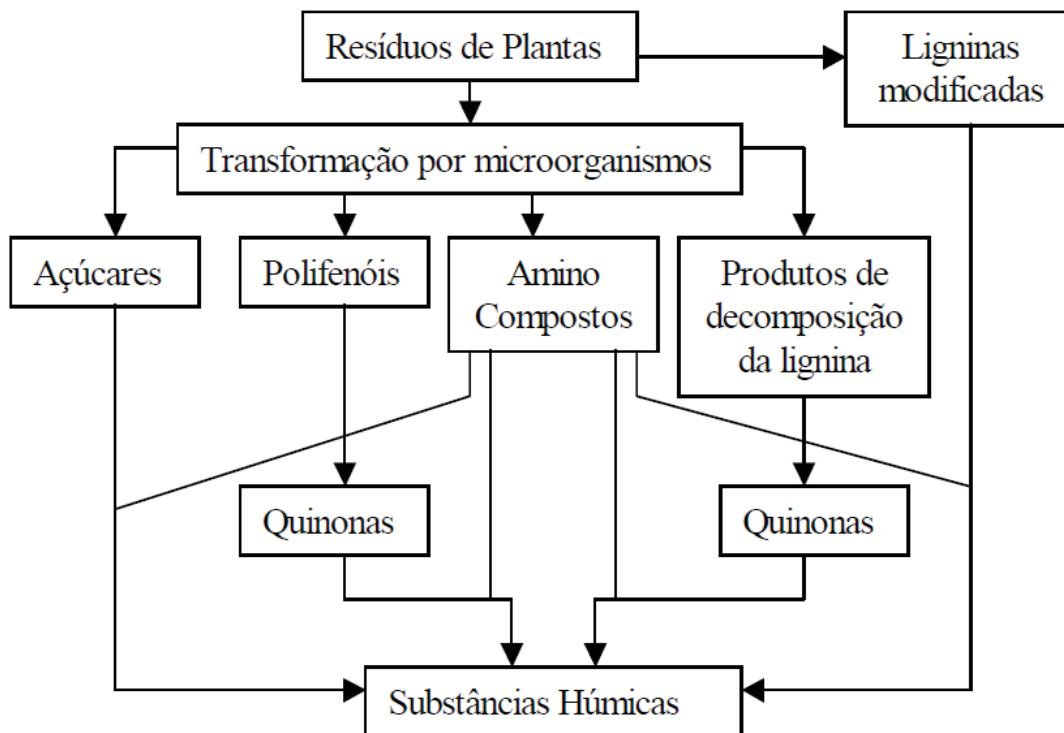 Resíduos de Plantas
Ligninas
modificadas
Transformação por microorganismos
Açúcares
Polifenóis
Amino
Compostos
Produtos de
decomposição
da lignina
Quinonas
Quinonas
Substâncias Húmicas